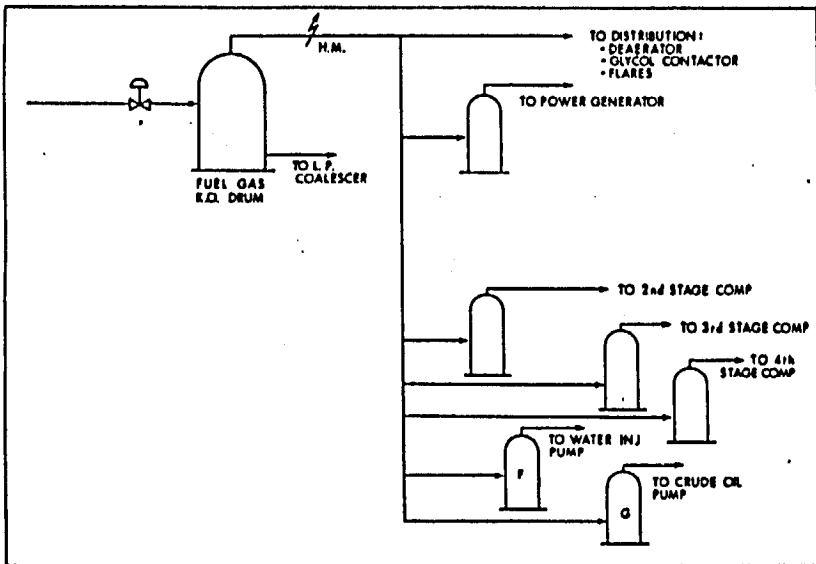 H.M.
TO DISTRIBUTION:
• DEAERATOR
• GLYCOL CONTACTOR
• FLARES
TO POWER GENERATOR
TO L.P.
COALESCER
FUEL GAS
K.O. DRUM
TO 2nd STAGE COMP
TO 3rd STAGE COMP
TO 4th
STAGE COMP
TO WATER INJ
PUMP
F
TO CRUDE OIL
PUMP
G